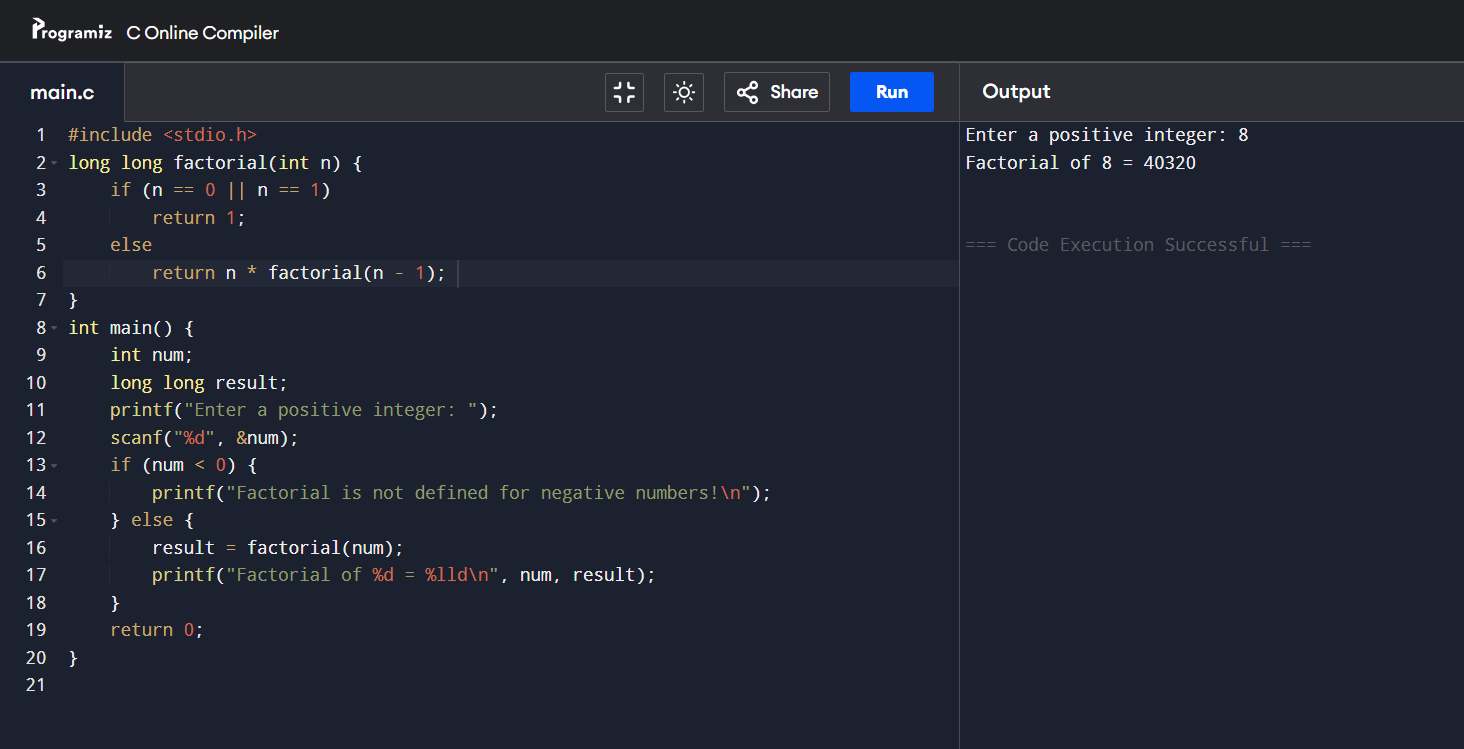 Programiz C Online Compiler
main.c Share Run Output
1 #include <stdio.h>
2 long long factorial(int n) {
3     if (n == 0 || n == 1)
4         return 1;
5     else
6         return n * factorial(n - 1);
7 }
8 int main() {
9     int num;
10     long long result;
11     printf("Enter a positive integer: ");
12     scanf("%d", &num);
13     if (num < 0) {
14         printf("Factorial is not defined for negative numbers!\n");
15     } else {
16         result = factorial(num);
17         printf("Factorial of %d = %lld\n", num, result);
18     }
19     return 0;
20 }
21
Enter a positive integer: 8
Factorial of 8 = 40320
=== Code Execution Successful ===